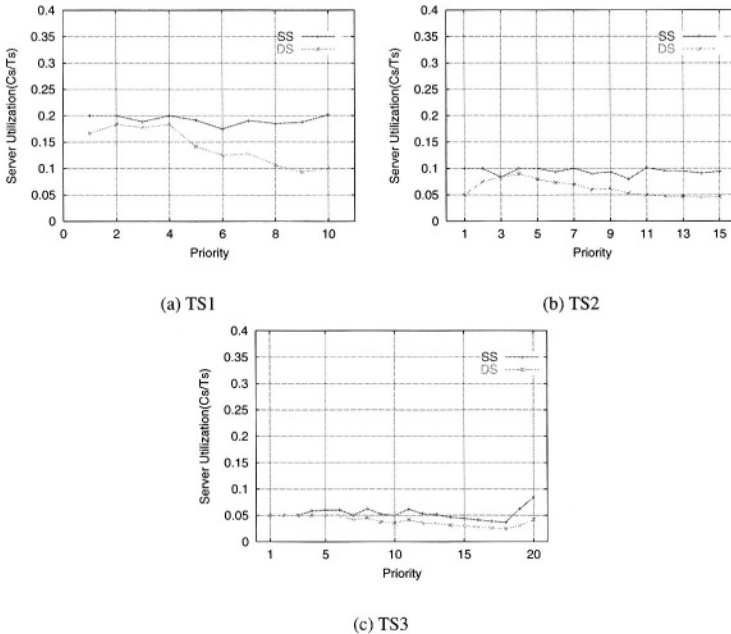 0.4
0.35
0.3
0.25
0.2
0.15
0.1
0.05
0
Server Utilization(Cs/Ts)
SS
DS
0 2 4 6 8 10
Priority
(a) TS1
0.4
0.35
0.3
0.25
0.2
0.15
0.1
0.05
0
Server Utilization(Cs/Ts)
SS
DS
1 3 5 7 9 11 13 15
Priority
(b) TS2
0.4
0.35
0.3
0.25
0.2
0.15
0.1
0.05
0
Server Utilization(Cs/Ts)
SS
DS
1 5 10 15 20
Priority
(c) TS3